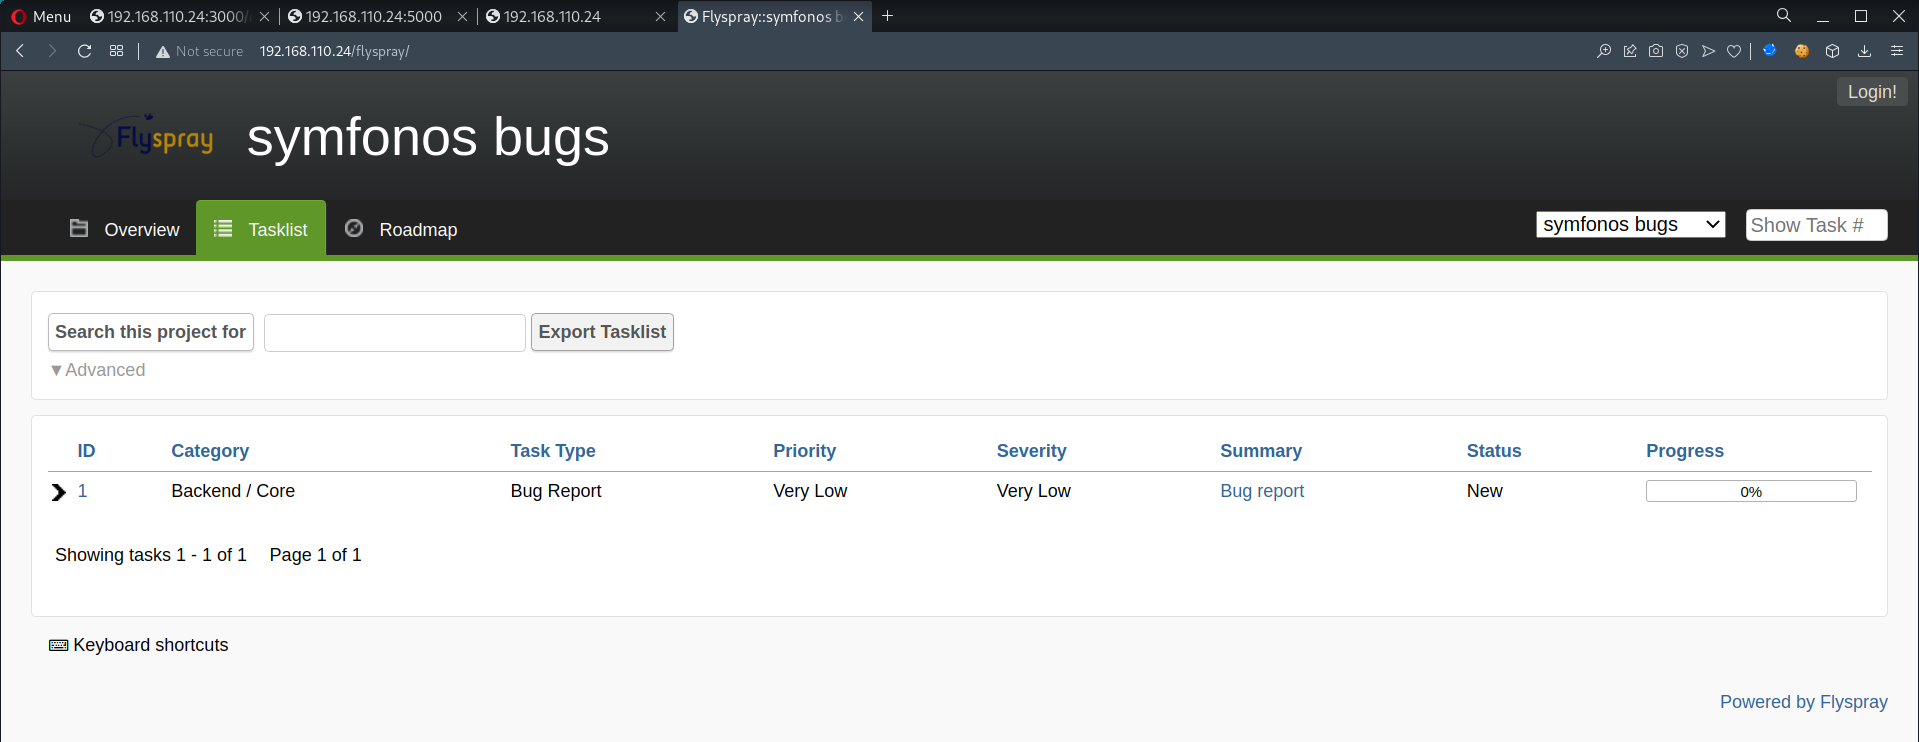 Menu 192.168.110.24:3000/ 192.168.110.24:5000 192.168.110.24 Flyspray::symfonos b
Not secure 192.168.110.24/flyspray/
Login!
Flyspray symfonos bugs
Overview Tasklist Roadmap symfonos bugs Show Task #
Search this project for Export Tasklist
▼Advanced
ID Category Task Type Priority Severity Summary Status Progress
1 Backend / Core Bug Report Very Low Very Low Bug report New 0%
Showing tasks 1 - 1 of 1 Page 1 of 1
Keyboard shortcuts
Powered by Flyspray